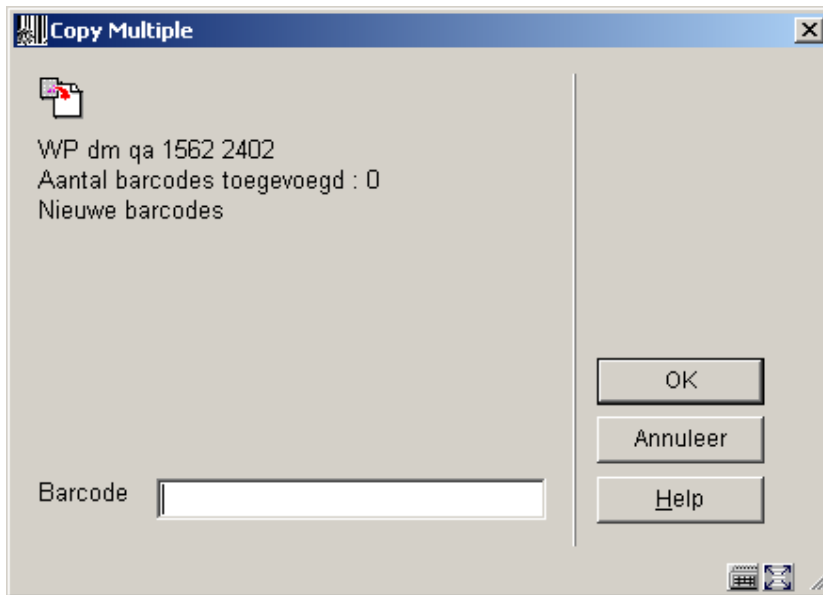 Copy Multiple
WP dm qa 1562 2402
Aantal barcodes toegevoegd : 0
Nieuwe barcodes
OK
Annuleer
Barcode
Help